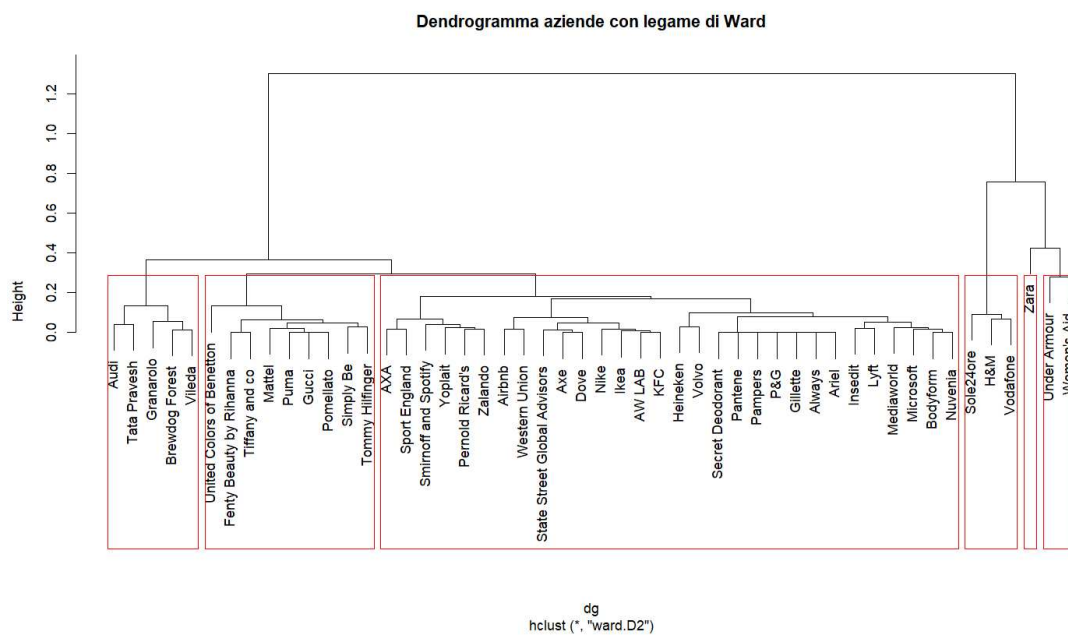 Dendrogramma aziende con legame di Ward
Height
0.0
0.2
0.4
0.6
0.8
1.0
1.2
Audi
Tata Pravesh
Granarolo
Brewdog Forest
Vileda
United Colors of Benetton
Fenty Beauty by Rihanna
Tiffany and co
Mattel
Puma
Gucci
Pomellato
Simply Be
Tommy Hilfinger
AXA
Sport England
Smirnoff and Spotify
Yoplait
Pernold Ricard's
Zalando
Airbnb
Western Union
State Street Global Advisors
Axe
Dove
Nike
Ikea
AW LAB
KFC
Heineken
Volvo
Secret Deodorant
Pantene
Pampers
P&G
Gillette
Always
Ariel
Insedit
Lyft
Mediaworld
Microsoft
Bodyform
Nuvenia
Sole24ore
H&M
Vodafone
Zara
Under Armour
Women's Aid
dg
hclust (*, "ward.D2")